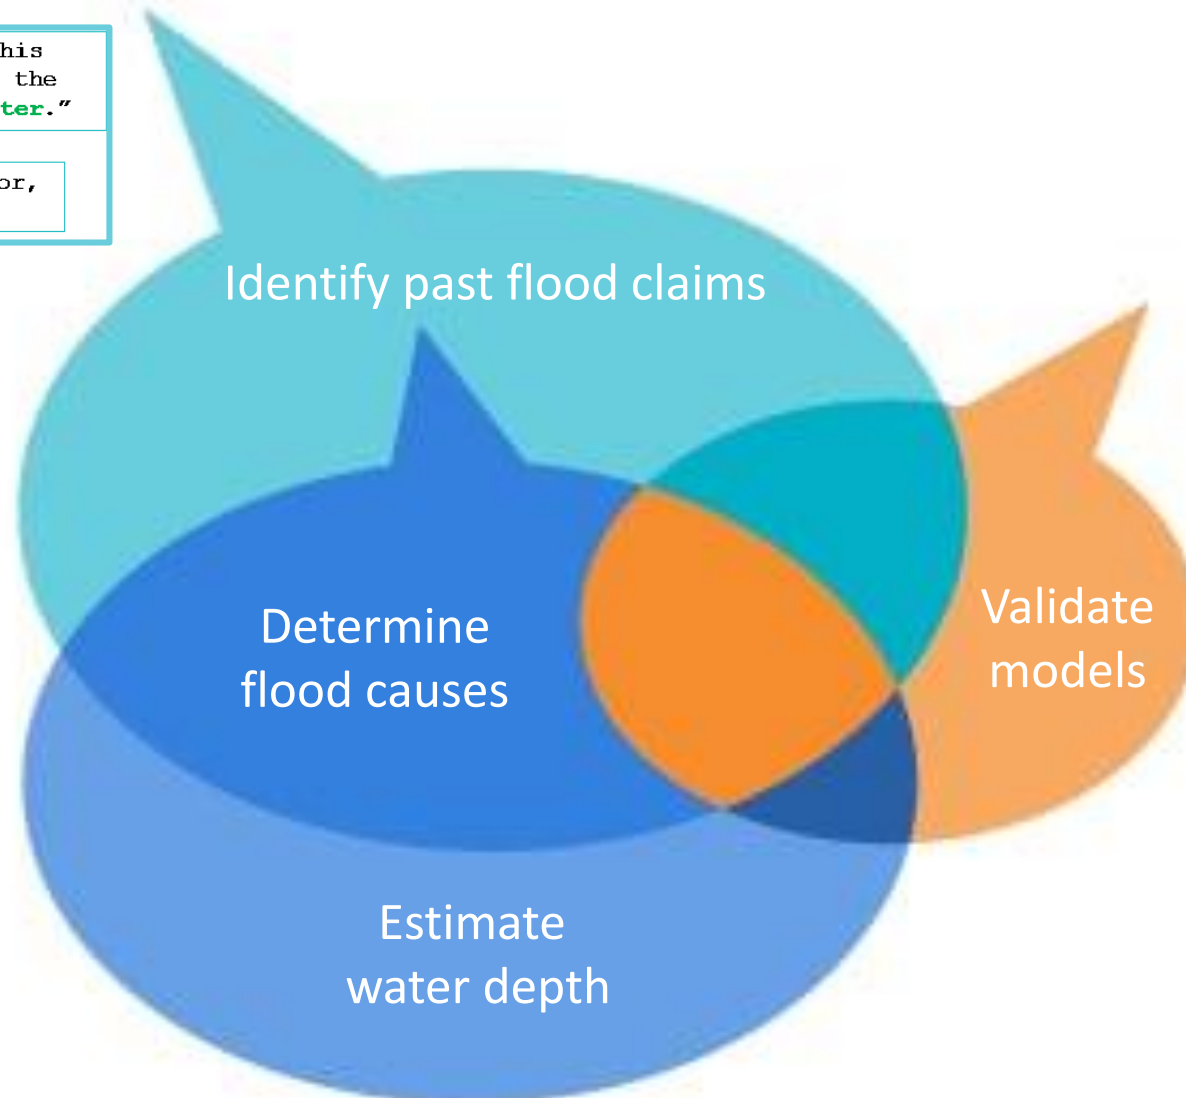 his
the
ter."
or,
Identify past flood claims
Determine
flood causes
Validate
models
Estimate
water depth